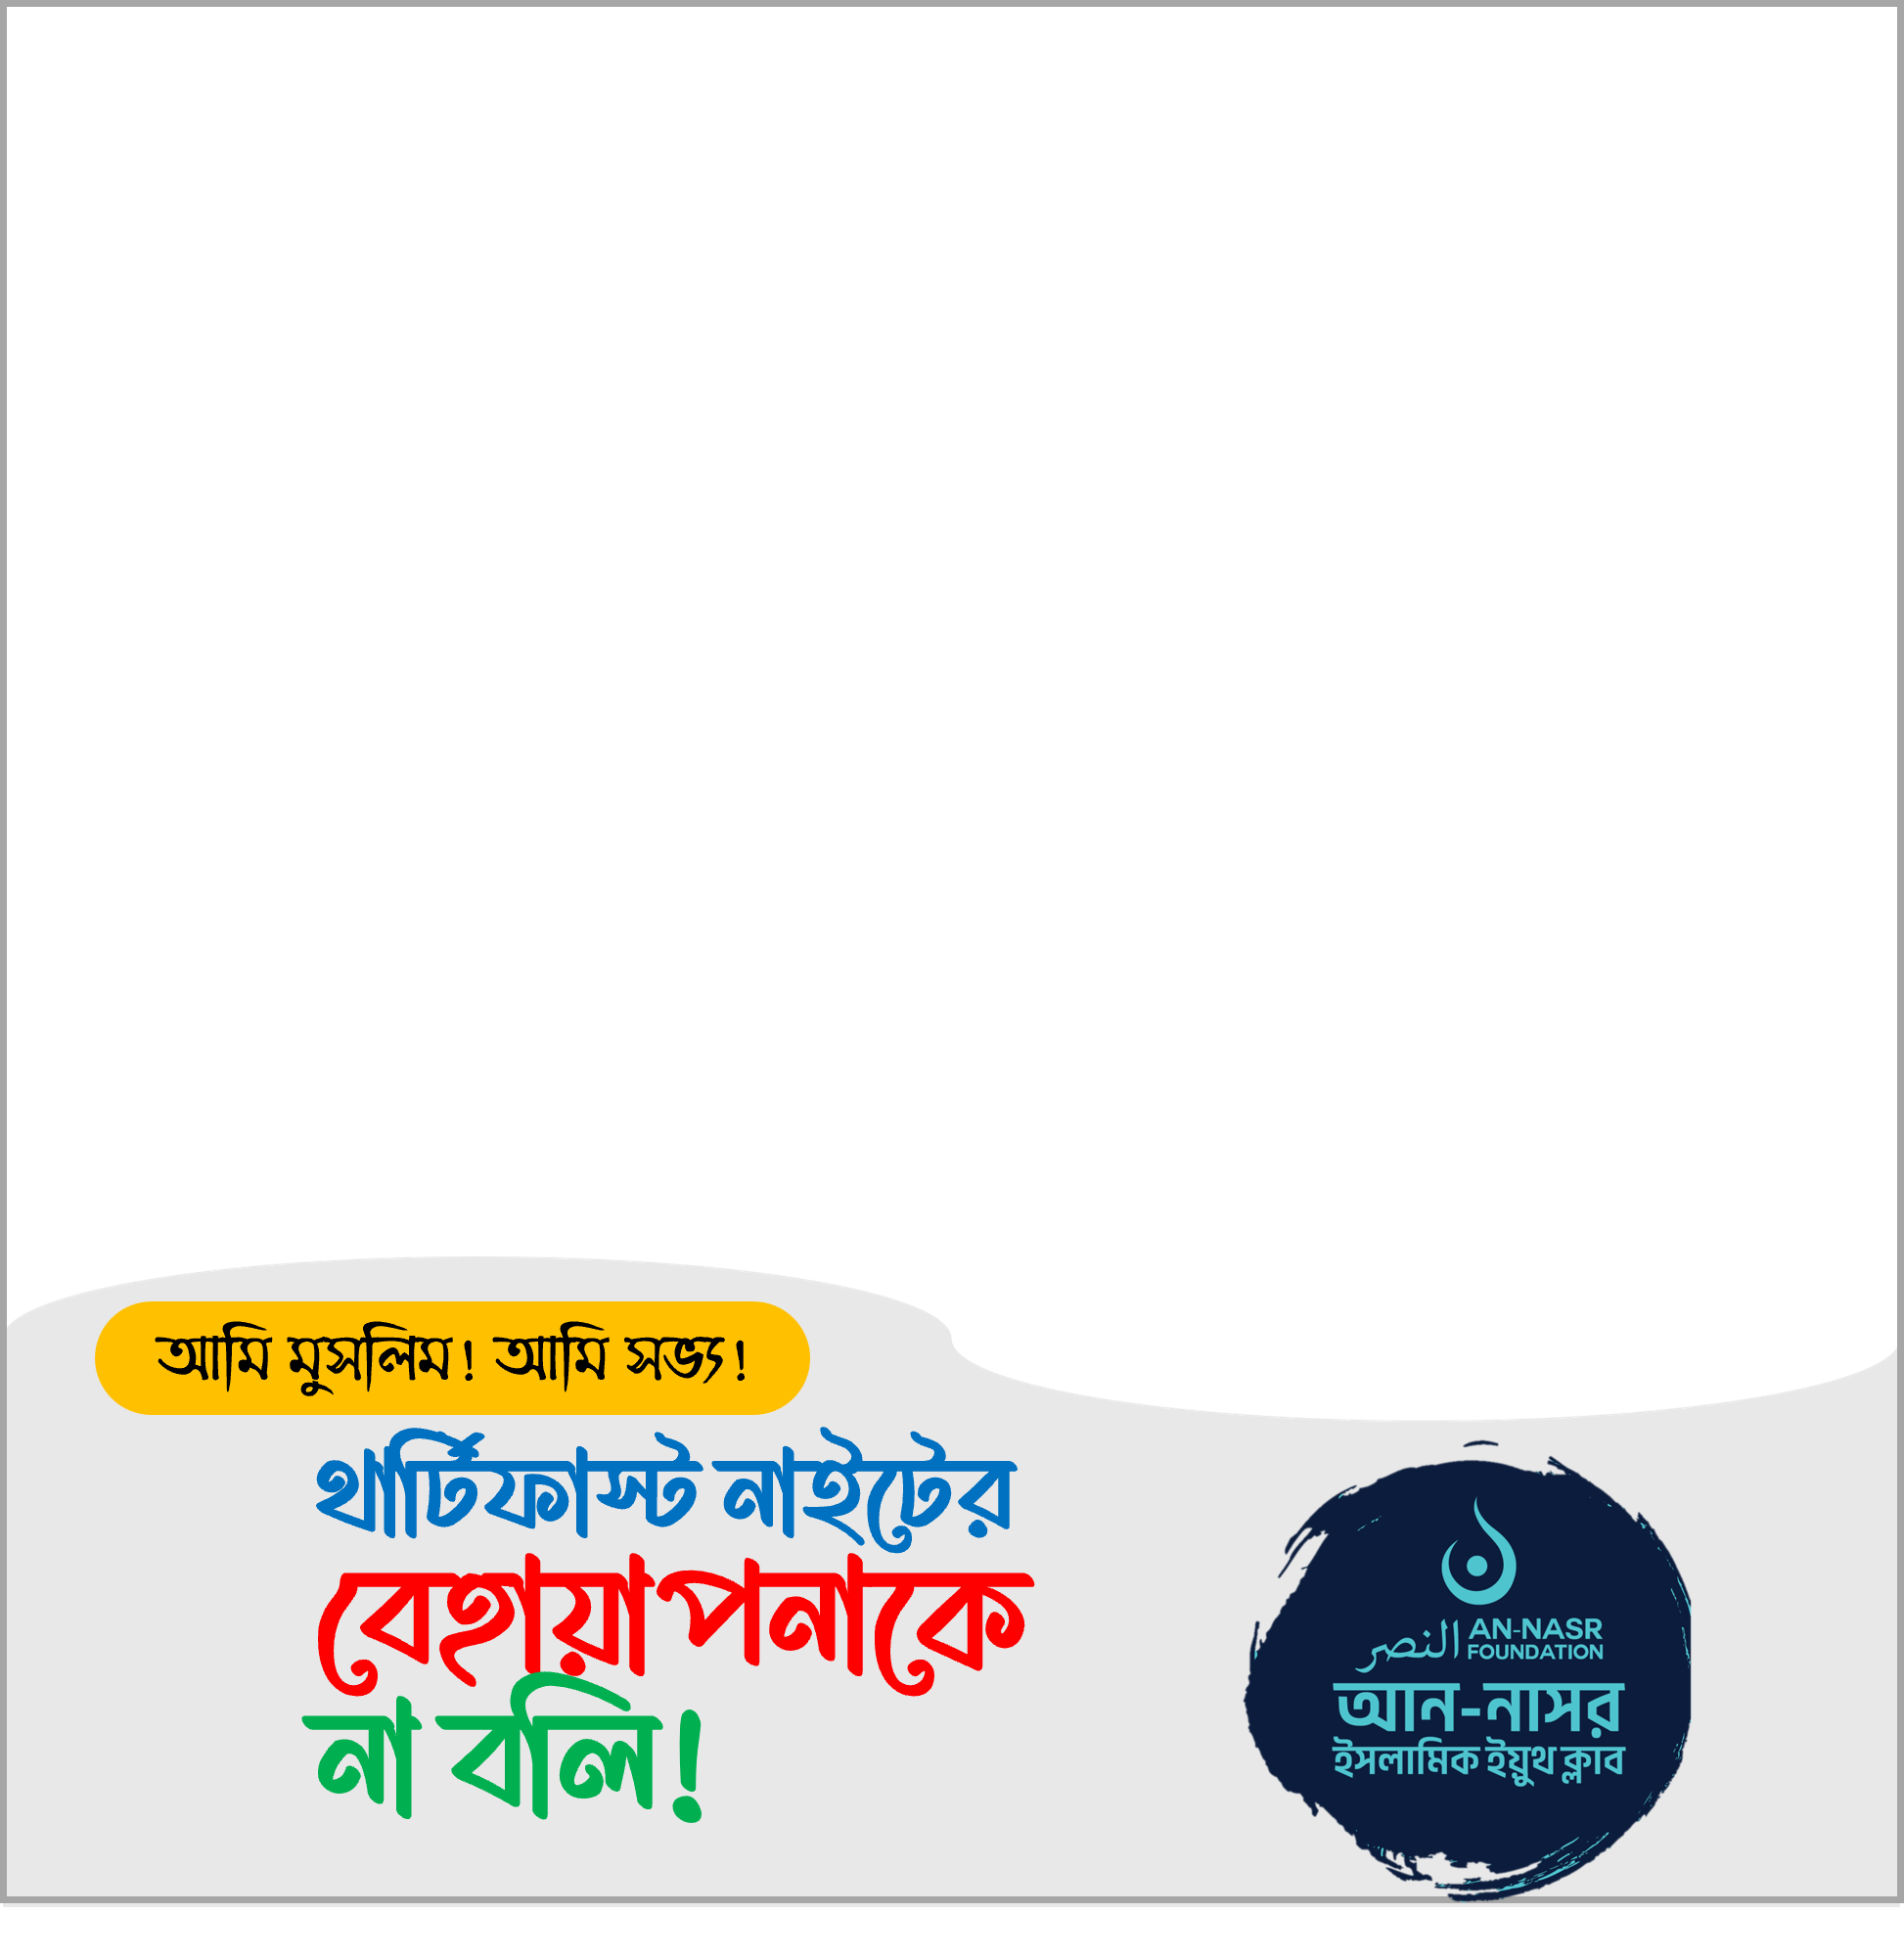 আমি মুসলিম! আমি সভ্য!
থার্টিফাস্ট নাইটের
বেহায়াপনাকে
না বলি!
النصر AN-NASR
FOUNDATION
আন-নাসর
ইসলামিক ইয়ুথ ক্লাব